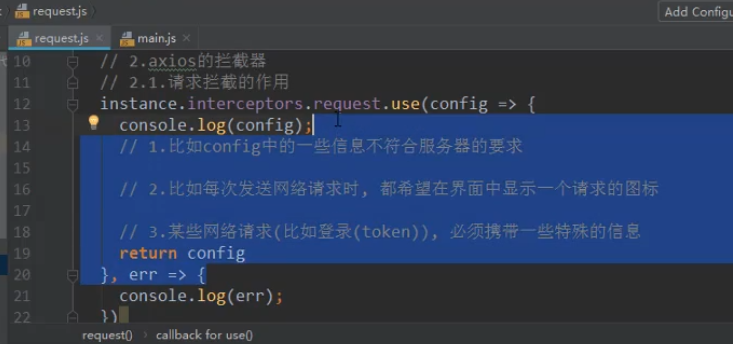 request.js
Add Configu
request.js
main.js
10 // 2.axios的拦截器
11 // 2.1.请求拦截的作用
12 instance.interceptors.request.use(config => {
13 console.log(config);
14 // 1.比如config中的一些信息不符合服务器的要求
15
16 // 2.比如每次发送网络请求时, 都希望在界面中显示一个请求的图标
17
18 // 3.某些网络请求(比如登录(token)), 必须携带一些特殊的信息
19 return config
20 }, err => {
21 console.log(err);
22 })
request() › callback for use()